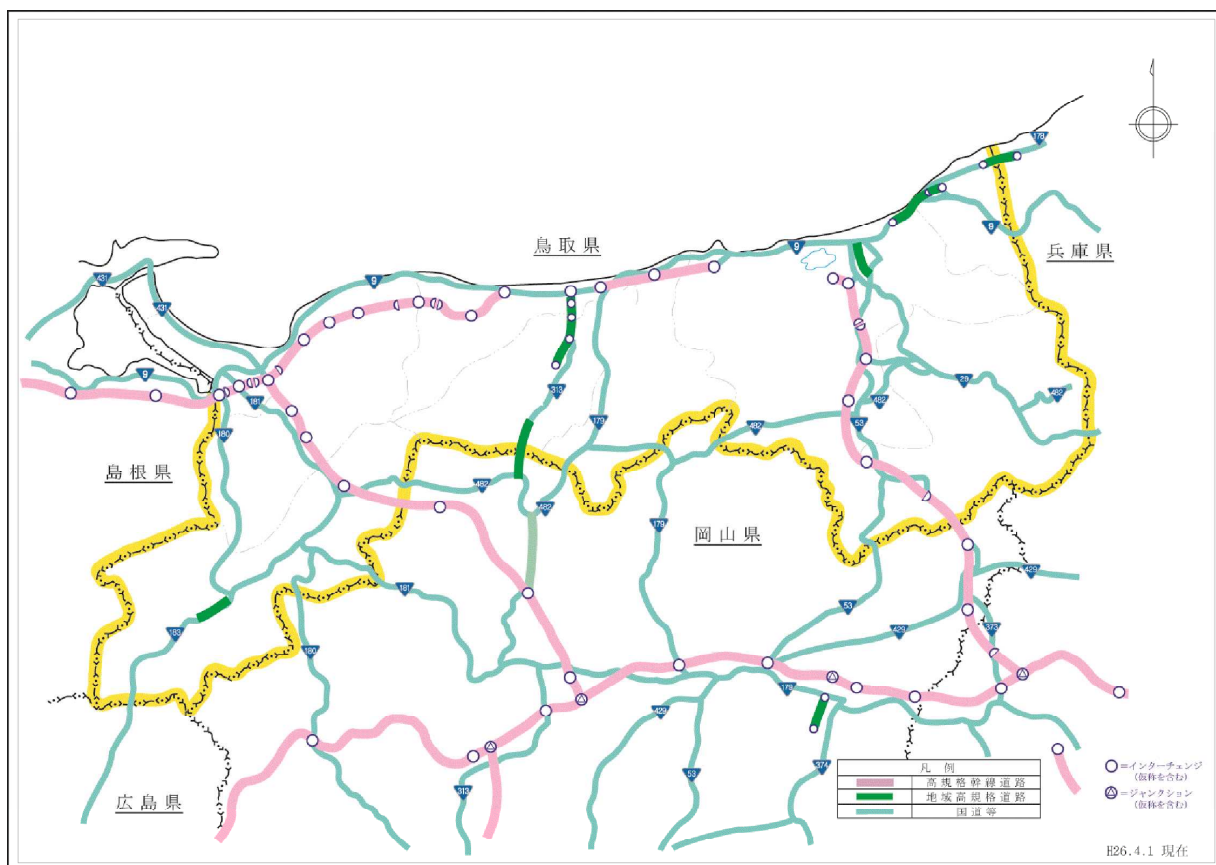 178
鳥取県
9
9
兵庫県
431
9
431
9
181
313
29
482
482
180
179
482
53
島根県
482
482
岡山県
179
429
181
53
183
429
373
180
179
429
53
374
313
広島県
凡 例
高規格幹線道路
地域高規格道路
国道等
=インターチェンジ
(仮称を含む)
=ジャンクション
(仮称を含む)
H26.4.1 現在